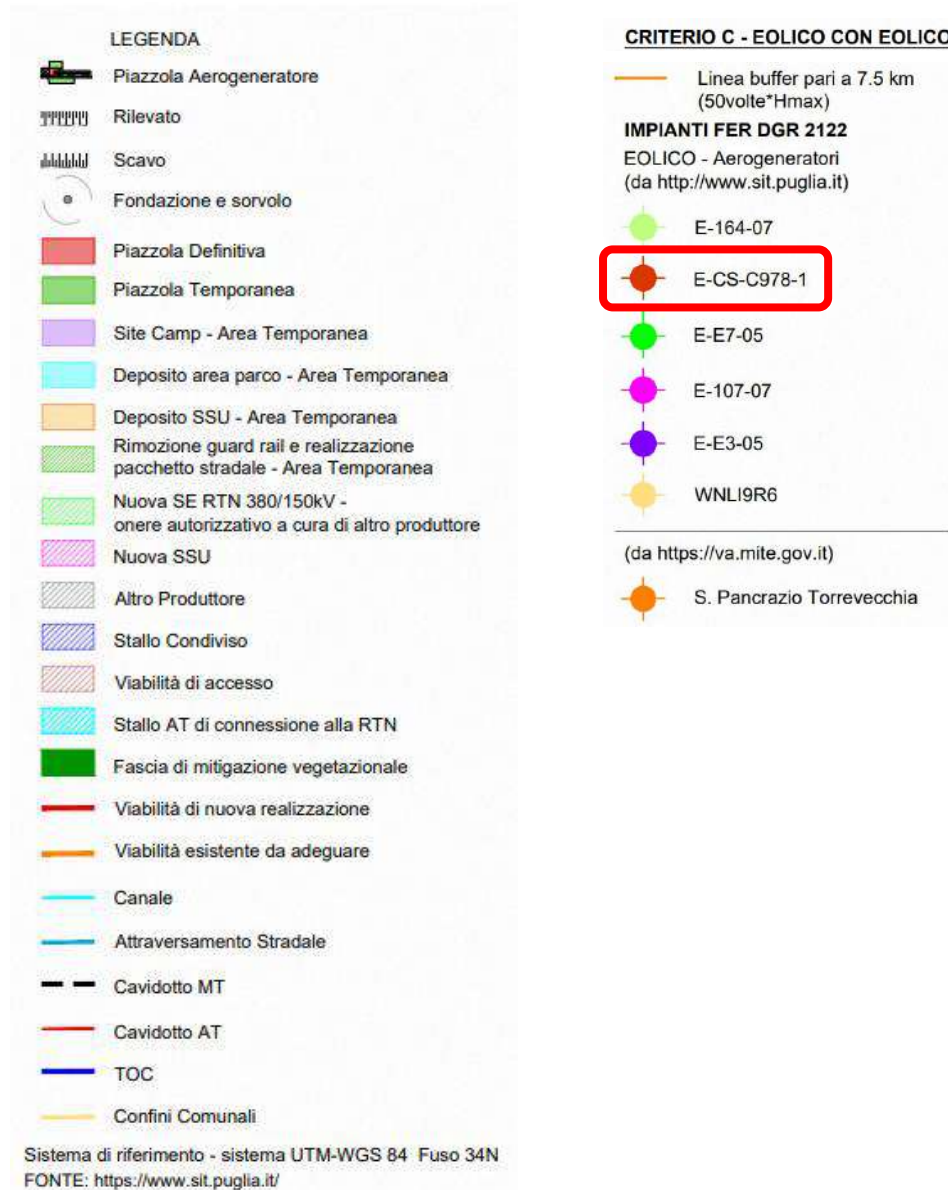 LEGENDA
Piazzola Aerogeneratore
Rilevato
Scavo
Fondazione e sorvolo
Piazzola Definitiva
Piazzola Temporanea
Site Camp - Area Temporanea
Deposito area parco - Area Temporanea
Deposito SSU - Area Temporanea
Rimozione guard rail e realizzazione
pacchetto stradale - Area Temporanea
Nuova SE RTN 380/150kV -
onere autorizzativo a cura di altro produttore
Nuova SSU
Altro Produttore
Stallo Condiviso
Viabilità di accesso
Stallo AT di connessione alla RTN
Fascia di mitigazione vegetazionale
Viabilità di nuova realizzazione
Viabilità esistente da adeguare
Canale
Attraversamento Stradale
Cavidotto MT
Cavidotto AT
TOC
Confini Comunali
Sistema di riferimento - sistema UTM-WGS 84 Fuso 34N
FONTE: https://www.sit.puglia.it/
CRITERIO C - EOLICO CON EOLICO
Linea buffer pari a 7.5 km
(50volte*Hmax)
IMPIANTI FER DGR 2122
EOLICO - Aerogeneratori
(da http://www.sit.puglia.it)
E-164-07
E-CS-C978-1
E-E7-05
E-107-07
E-E3-05
WNLI9R6
(da https://va.mite.gov.it)
S. Pancrazio Torrevecchia